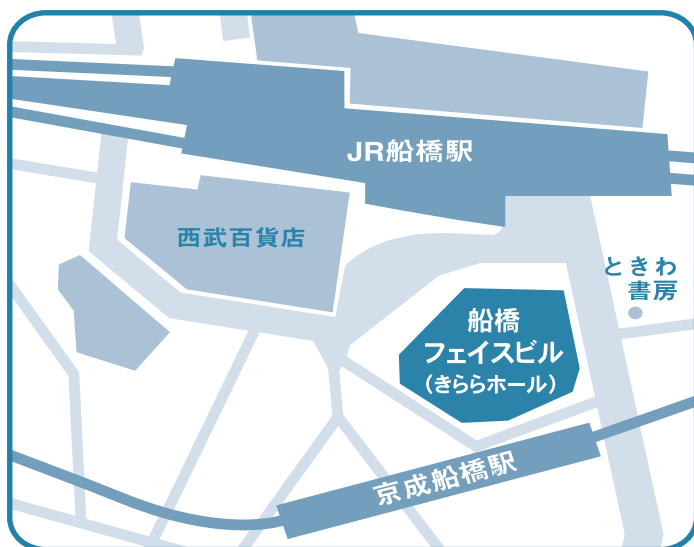 JR船橋駅
西武百貨店
ときわ
書房
船橋
フェイスビル
（きららホール）
京成船橋駅